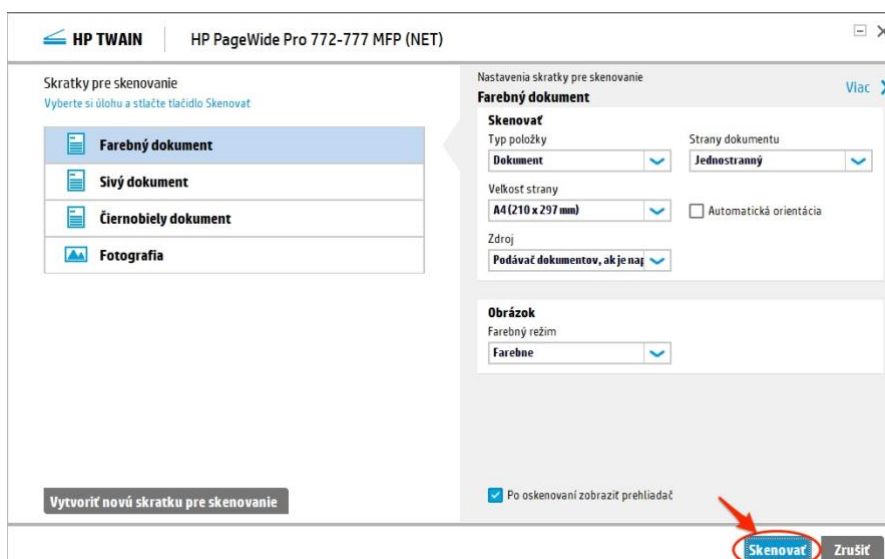 HP TWAIN
HP PageWide Pro 772-777 MFP (NET)
Skratky pre skenovanie
Vyberte si úlohu a stlačte tlačidlo Skenovať
Farebný dokument
Sivý dokument
Čiernobiely dokument
Fotografia
Vytvoriť novú skratku pre skenovanie
Nastavenia skratky pre skenovanie
Viac
Farebný dokument
Skenovať
Typ položky
Strany dokumentu
Dokument
Jednostranný
Veľkosť strany
A4 (210 x 297 mm)
Automatická orientácia
Zdroj
Podávač dokumentov, ak je nap
Obrázok
Farebný režim
Farebne
Po oskenovaní zobraziť prehliadač
Skenovať
Zrušiť